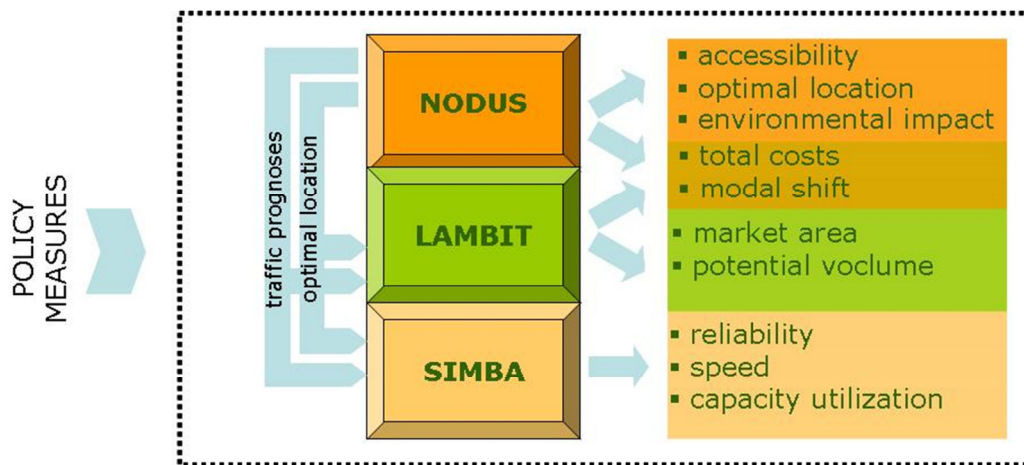 POLICY
MEASURES
traffic prognoses
optimal location
NODUS
LAMBIT
SIMBA
▪ accessibility
▪ optimal location
▪ environmental impact
▪ total costs
▪ modal shift
▪ market area
▪ potential voclume
▪ reliability
▪ speed
▪ capacity utilization